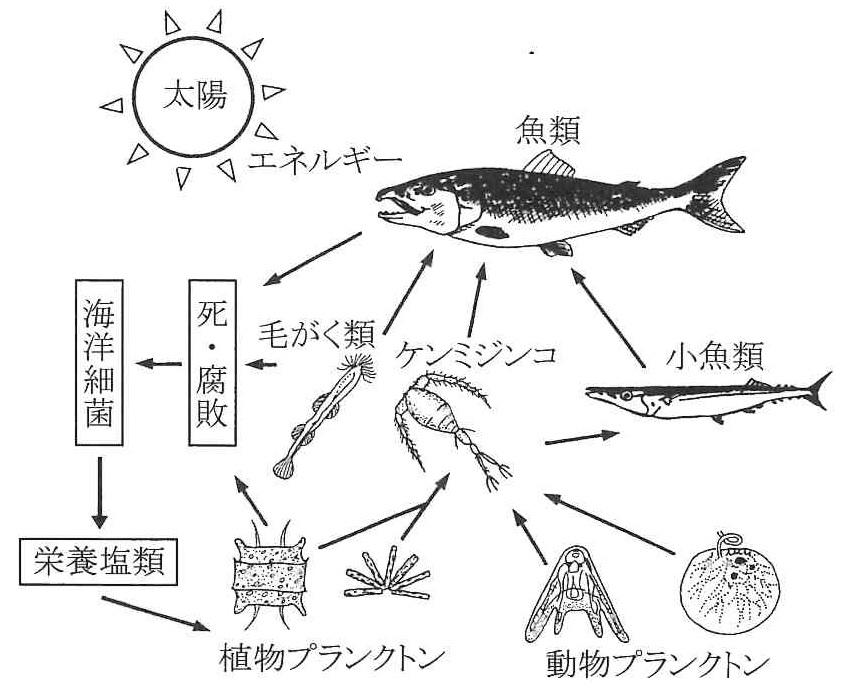 太陽
エネルギー
魚類
海洋細菌
死・腐敗
毛がく類
ケンミジンコ
小魚類
栄養塩類
植物プランクトン
動物プランクトン